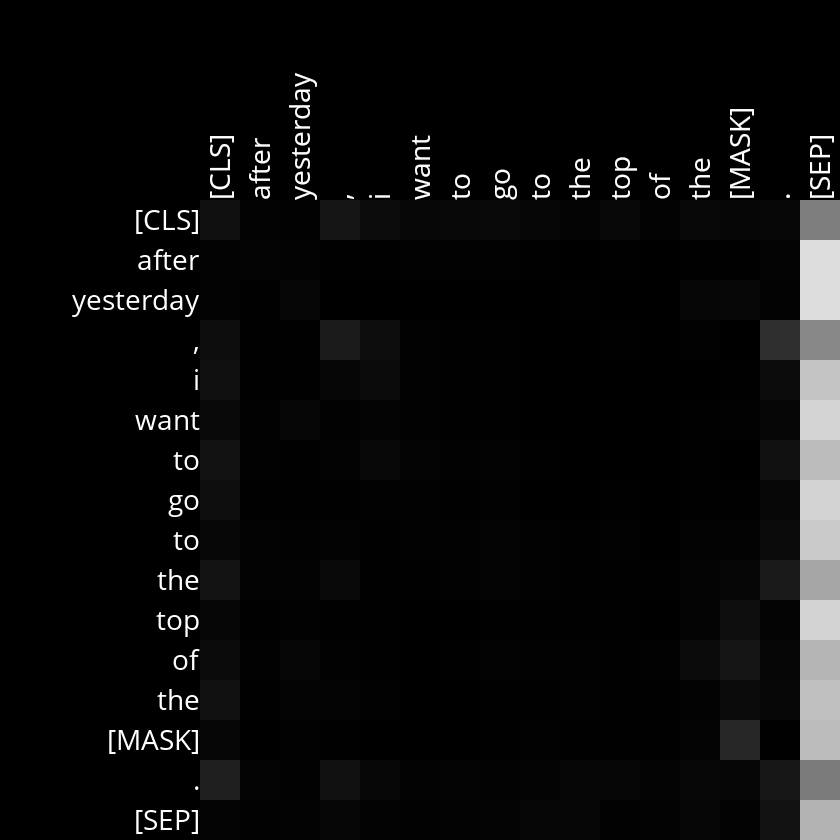 [CLS] after yesterday , i want to go to the top of the [MASK] . [SEP]
[CLS]
after
yesterday
,
i
want
to
go
to
the
top
of
the
[MASK]
.
[SEP]